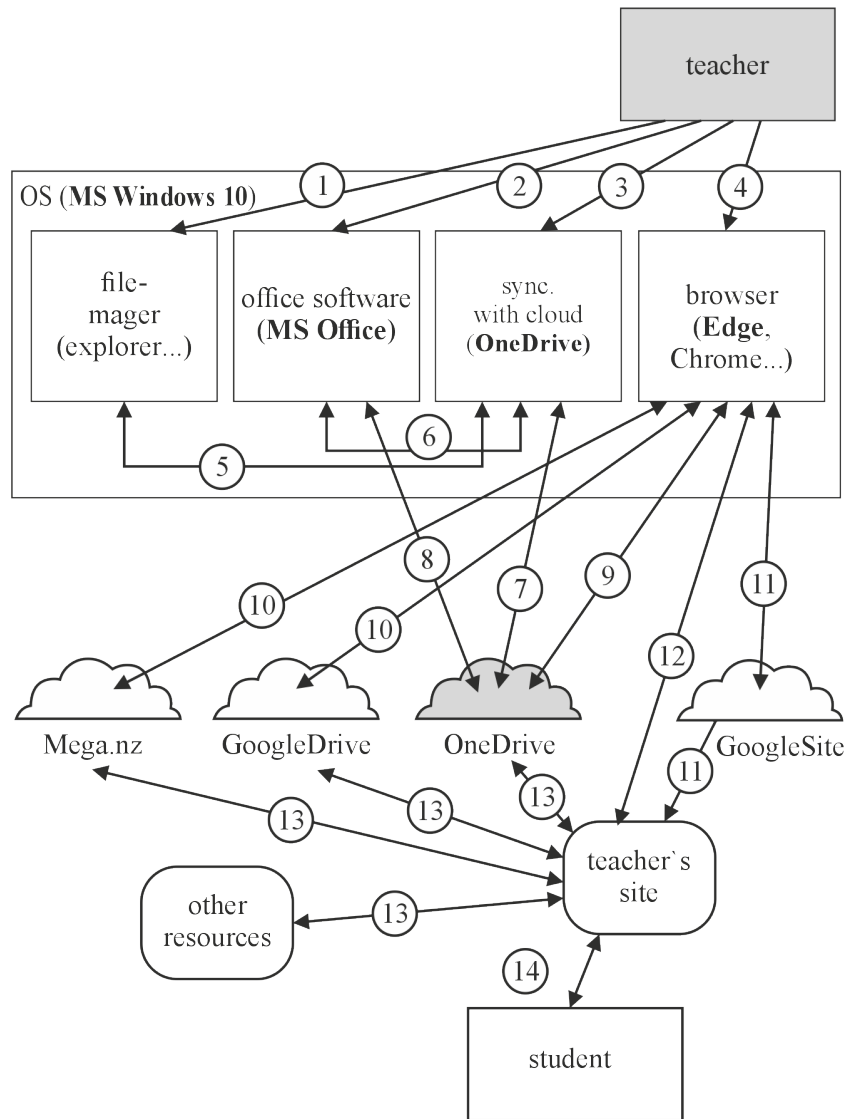 teacher
1
2
3
4
OS (MS Windows 10)
file-
mager
(explorer...)
office software
(MS Office)
sync.
with cloud
(OneDrive)
browser
(Edge,
Chrome...)
5
6
8
7
9
11
10
10
12
Mega.nz
GoogleDrive
OneDrive
GoogleSite
11
13
13
13
teacher`s
site
other
resources
13
14
student